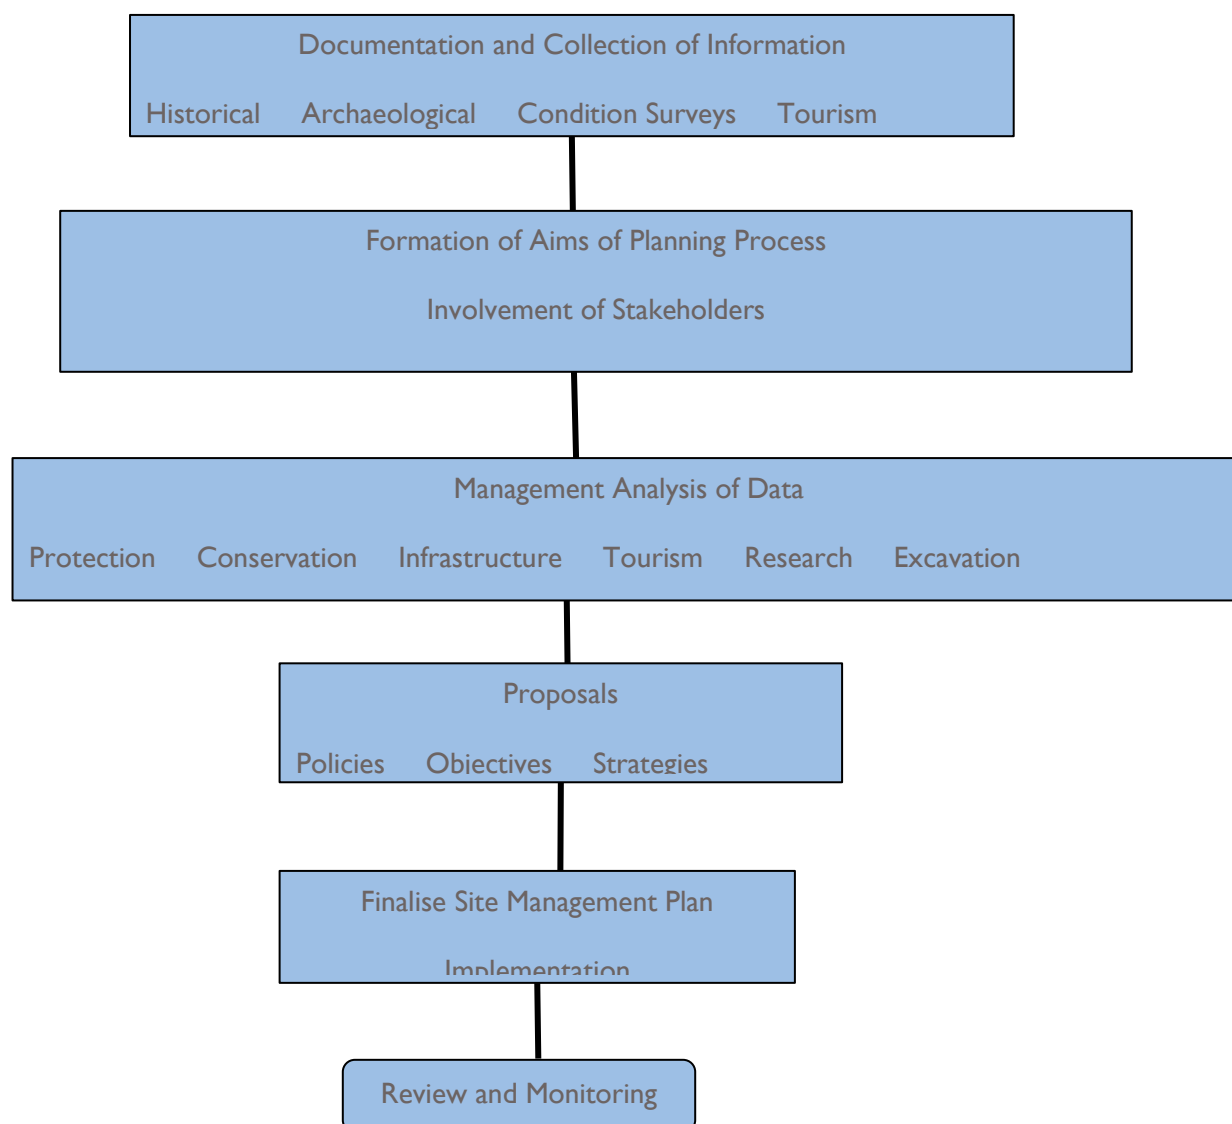 Documentation and Collection of Information
Historical Archaeological Condition Surveys Tourism
Formation of Aims of Planning Process
Involvement of Stakeholders
Management Analysis of Data
Protection Conservation Infrastructure Tourism Research Excavation
Proposals
Policies Objectives Strategies
Finalise Site Management Plan
Implementation
Review and Monitoring